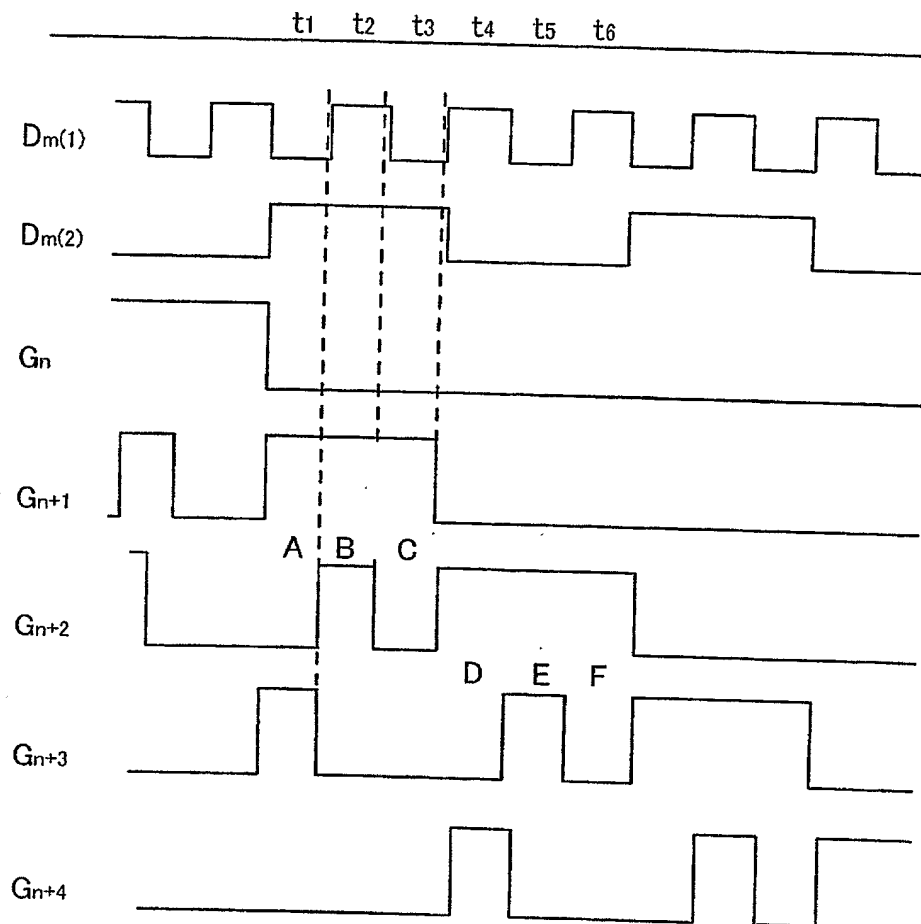 t1 t2 t3 t4 t5 t6
Dm(1)
Dm(2)
Gn
Gn+1
A B C
Gn+2
D E F
Gn+3
Gn+4